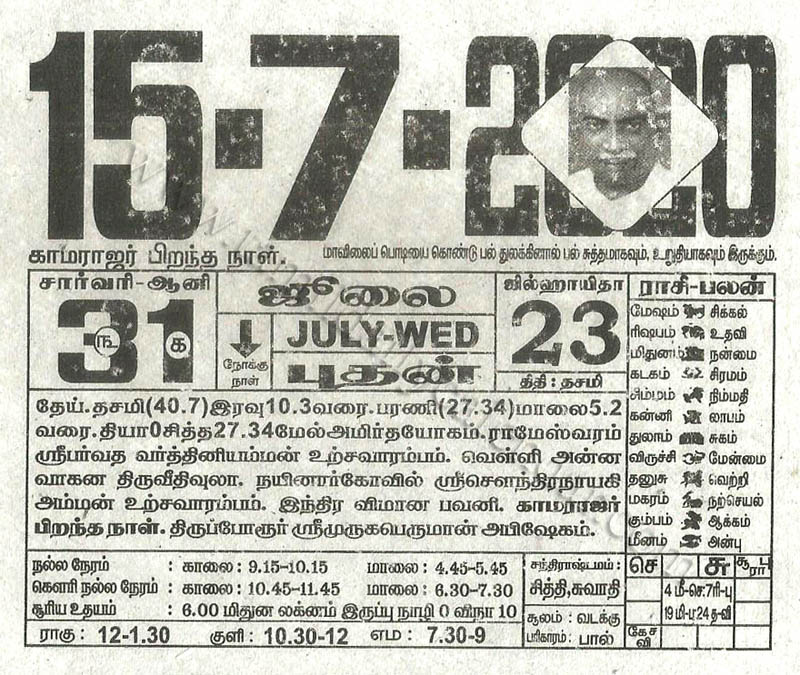 15-7-2020
காமராஜர் பிறந்த நாள். மாவிலைப் பொடியை கொண்டு பல் துலக்கினால் பல் சுத்தமாகவும், உறுதியாகவும் இருக்கும்.
சார்வரி-ஆனி ஜூலை ஜில்ஹாயிதா ராசி-பலன்
31 ௩ ௧ JULY-WED 23
நோக்கு நாள் புதன் திதி : தசமி
மேஷம் சிக்கல்
ரிஷபம் உதவி
மிதுனம் நன்மை
கடகம் சிரமம்
சிம்மம் நிம்மதி
கன்னி லாபம்
துலாம் சுகம்
விருச்சி மேன்மை
தனுசு வெற்றி
மகரம் நற்செயல்
கும்பம் ஆக்கம்
மீனம் அன்பு
தேய்.தசமி(40.7)இரவு10.3வரை.பரணி(27.34)மாலை5.2
வரை.தியா0சித்த27.34மேல்அமிர்தயோகம்.ராமேஸ்வரம்
ஸ்ரீபர்வத வர்த்தினியம்மன் உற்சவாரம்பம். வெள்ளி அன்ன
வாகன திருவீதிவுலா. நயினார்கோவில் ஸ்ரீசௌந்திரநாயகி
அம்மின் உற்சவாரம்பம். இந்திர விமான பவனி. காமராஜர்
பிறந்த நாள். திருப்போரூர் ஸ்ரீமுருகபெருமான் அபிஷேகம்.
நல்ல நேரம் : காலை: 9.15-10.15 மாலை: 4.45-5.45
கௌரி நல்ல நேரம் : காலை: 10.45-11.45 மாலை: 6.30-7.30
சூரிய உதயம் : 6.00 மிதுன லக்னம் இருப்பு நாழி 0 விநா 10
ராகு: 12-1.30 குளி: 10.30-12 எம: 7.30-9
சந்திராஷ்டமம்:
சித்தி,சுவாதி
சூலம் : வடக்கு
பரிகாரம்: பால்
செ சு சூ ரா பு
4 மீ-செ:7ரி-பு
19 மி-பு:24 த-வி
கே ச வி